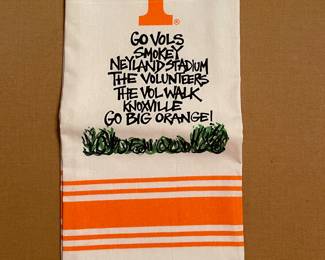 GO VOLS
SMOKEY
NEYLAND STADIUM
THE VOLUNTEERS
THE VOL WALK
KNOXVILLE
GO BIG ORANGE!